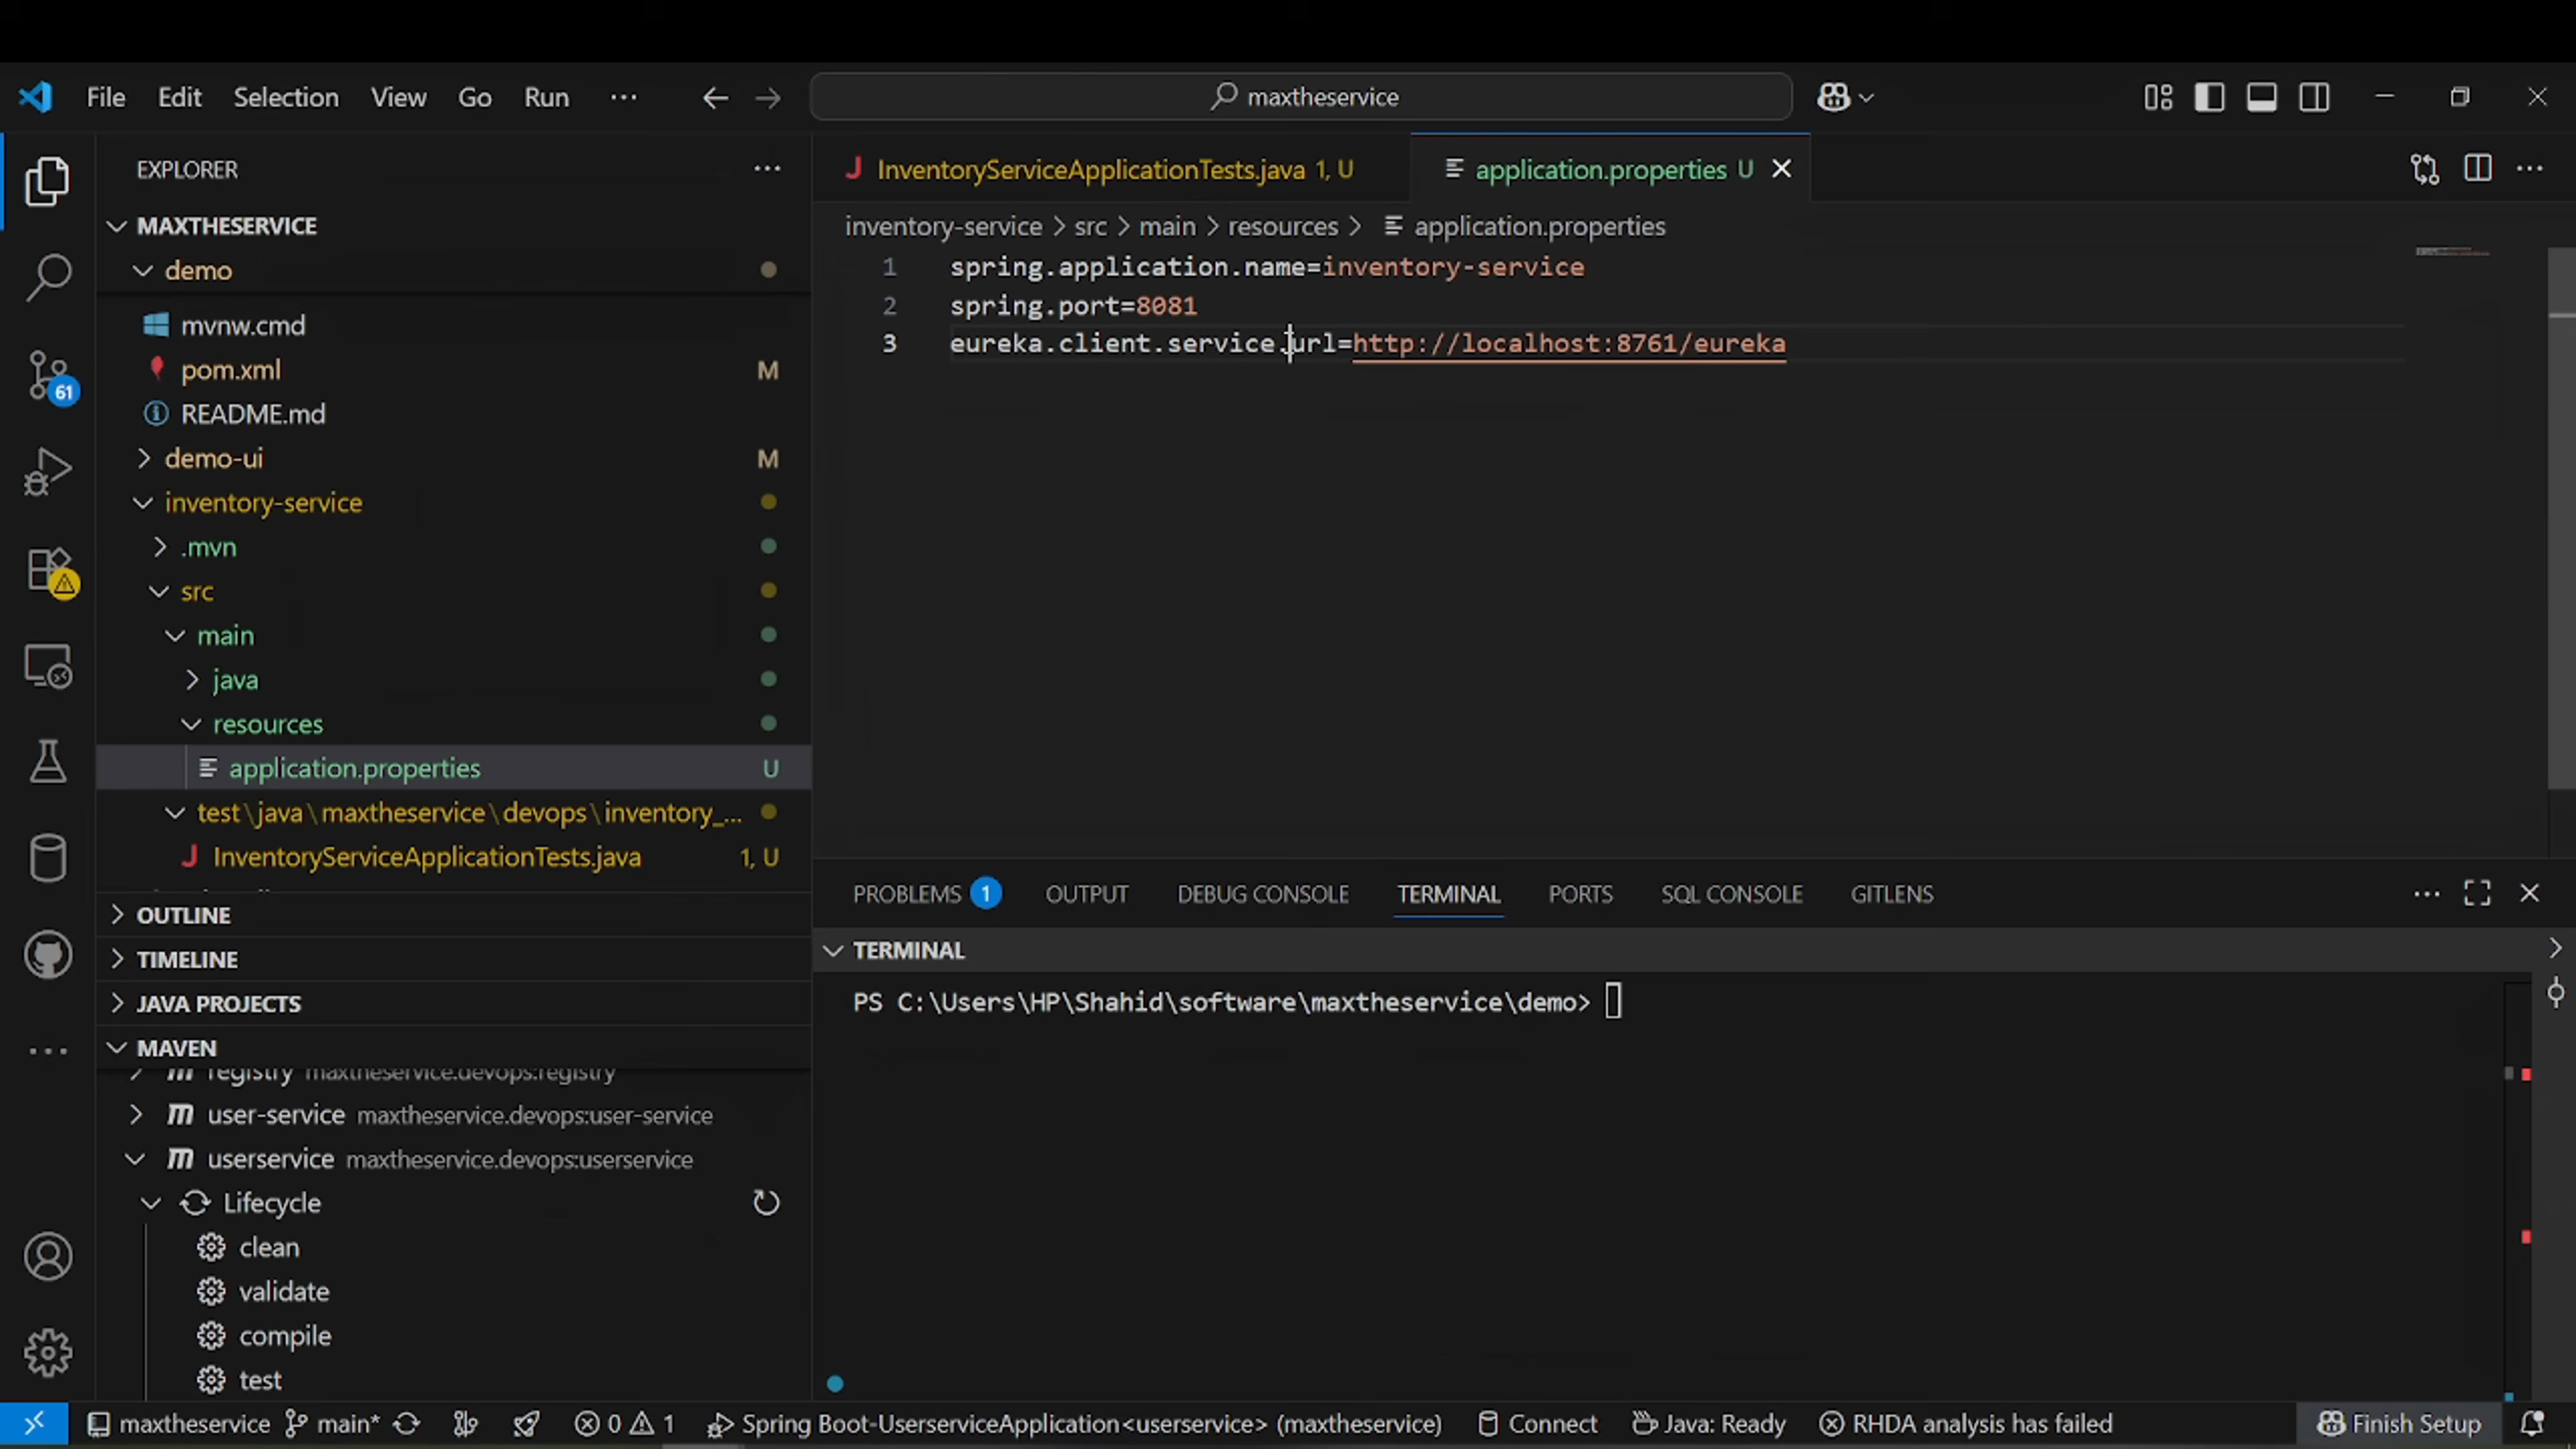 File Edit Selection View Go Run ··· maxtheservice
EXPLORER
InventoryServiceApplicationTests.java 1, U
application.properties U
MAXTHESERVICE
demo
mvnw.cmd
pom.xml M
README.md
demo-ui M
inventory-service
.mvn
src
main
java
resources
application.properties U
test\java\maxtheservice\devops\inventory_...
InventoryServiceApplicationTests.java 1, U
OUTLINE
TIMELINE
JAVA PROJECTS
MAVEN
registry maxtheservice.devops:registry
user-service maxtheservice.devops:user-service
userservice maxtheservice.devops:userservice
Lifecycle
clean
validate
compile
test
61
inventory-service > src > main > resources > application.properties
1 spring.application.name=inventory-service
2 spring.port=8081
3 eureka.client.service.url=http://localhost:8761/eureka
PROBLEMS 1 OUTPUT DEBUG CONSOLE TERMINAL PORTS SQL CONSOLE GITLENS
TERMINAL
PS C:\Users\HP\Shahid\software\maxtheservice\demo>
maxtheservice main* 0 1 Spring Boot-UserserviceApplication<userservice> (maxtheservice) Connect Java: Ready RHDA analysis has failed Finish Setup